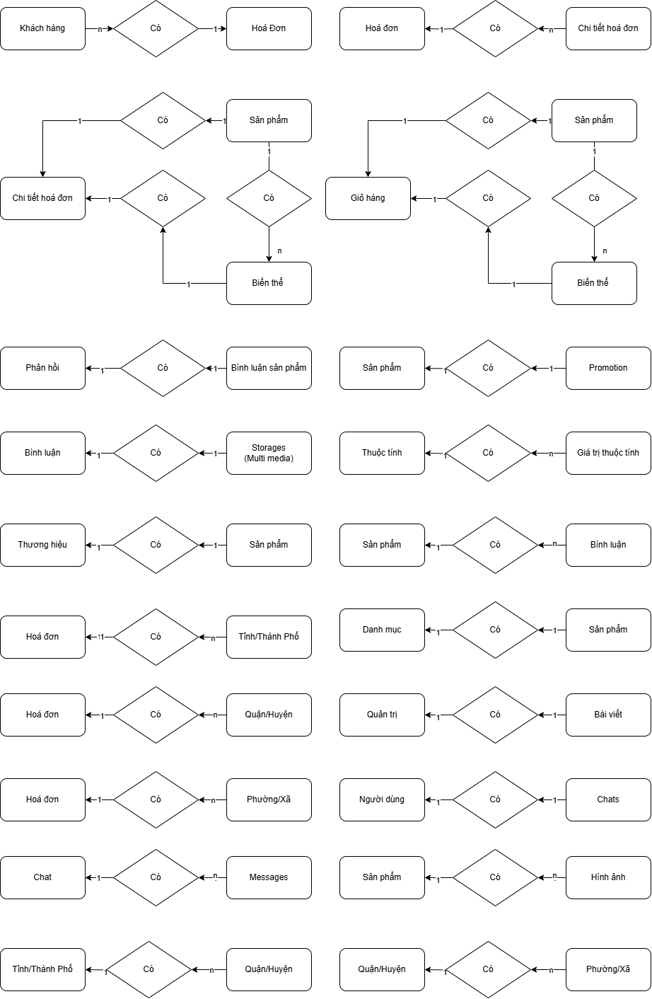 Khách hàng
n
Có
1
Hoá Đơn
Hoá đơn
1
Có
n
Chi tiết hoá đơn
1
Có
1
Sản phẩm
1
Chi tiết hoá đơn
1
Có
Có
n
1
Biến thể
1
Có
1
Sản phẩm
1
Giỏ hàng
1
Có
Có
n
1
Biến thể
Phản hồi
1
Có
1
Bình luận sản phẩm
Sản phẩm
1
Có
1
Promotion
Bình luận
1
Có
1
Storages
(Multi media)
Thuộc tính
1
Có
n
Giá trị thuộc tính
Thương hiệu
1
Có
1
Sản phẩm
Sản phẩm
1
Có
n
Bình luận
Hoá đơn
11
Có
n
Tỉnh/Thành Phố
Danh mục
1
Có
1
Sản phẩm
Hoá đơn
1
Có
n
Quận/Huyện
Quản trị
1
Có
1
Bài viết
Hoá đơn
1
Có
n
Phường/Xã
Người dùng
1
Có
1
Chats
Chat
1
Có
n
Messages
Sản phẩm
1
Có
n
Hình ảnh
Tỉnh/Thành Phố
1
Có
n
Quận/Huyện
Quận/Huyện
1
Có
n
Phường/Xã